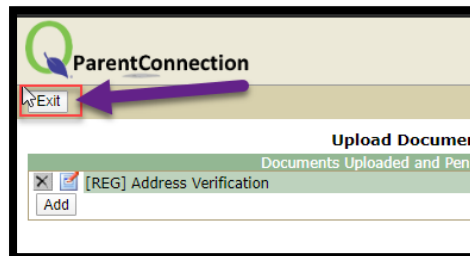 ParentConnection
Exit
Upload Documen
Documents Uploaded and Pen
[REG] Address Verification
Add